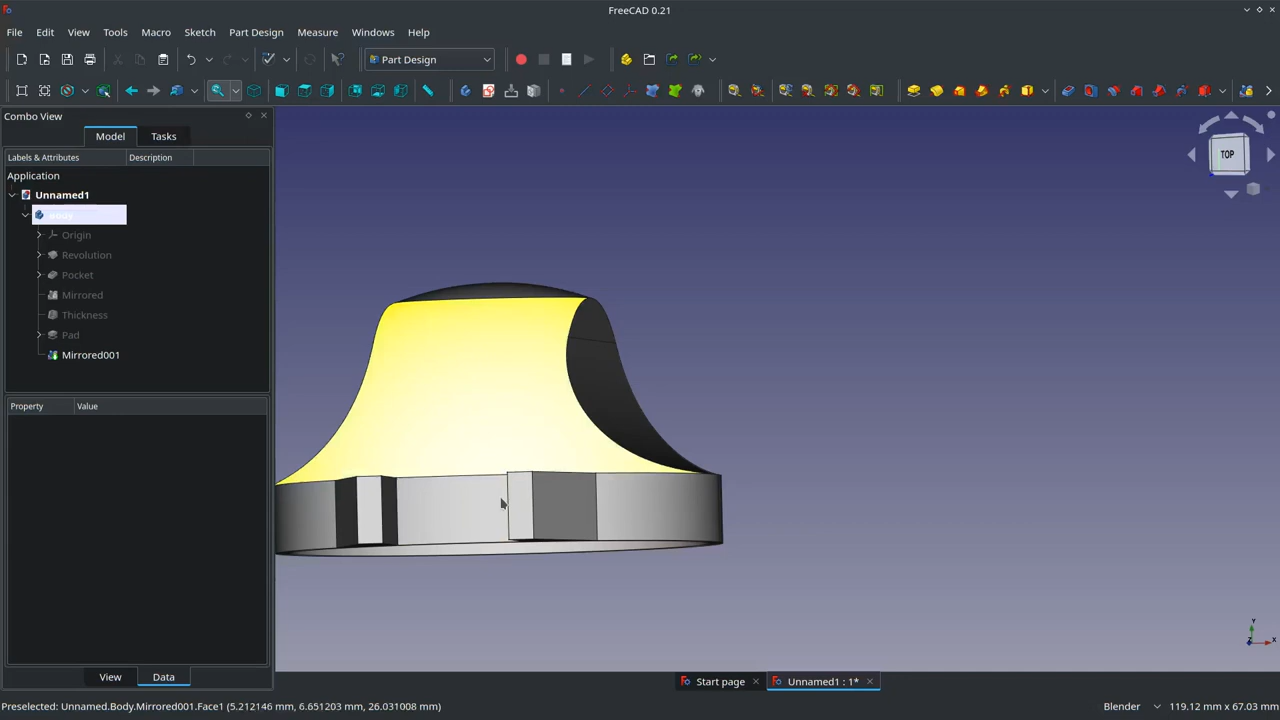 FreeCAD 0.21
File Edit View Tools Macro Sketch Part Design Measure Windows Help
Part Design
Combo View
Model Tasks
Labels & Attributes Description
Application
Unnamed1
Body
Origin
Revolution
Pocket
Mirrored
Thickness
Pad
Mirrored001
Property Value
View Data
TOP
Y
Z X
Start page Unnamed1 : 1*
Preselected: Unnamed.Body.Mirrored001.Face1 (5.212146 mm, 6.651203 mm, 26.031008 mm) Blender 119.12 mm x 67.03 mm